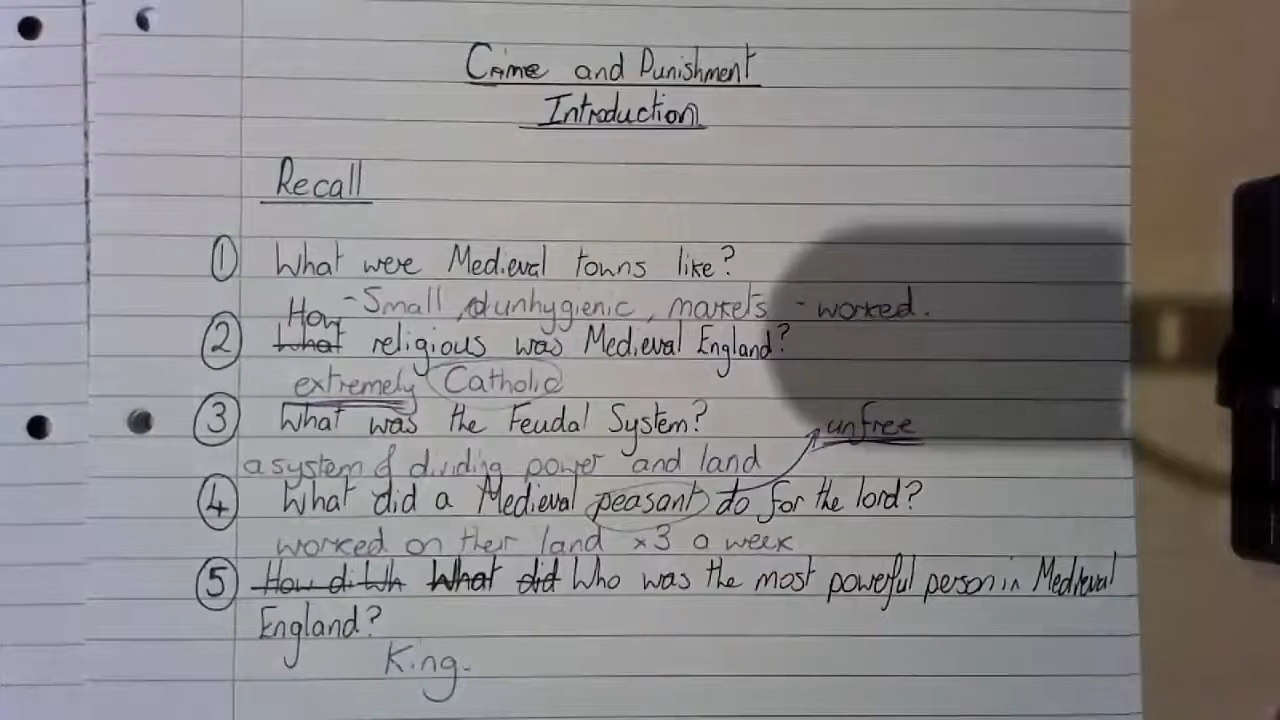 Crime and Punishment
Introduction
Recall
① What were Medieval towns like?
- Small, unhygienic, markets - worked.
How
② What religious was Medieval England?
extremely Catholic
③ What was the Feudal System?
unfree
a system of dividing power and land
④ What did a Medieval peasant do for the lord?
worked on their land x3 a week
⑤ How di Wh What did Who was the most powerful person in Medieval
England?
King.